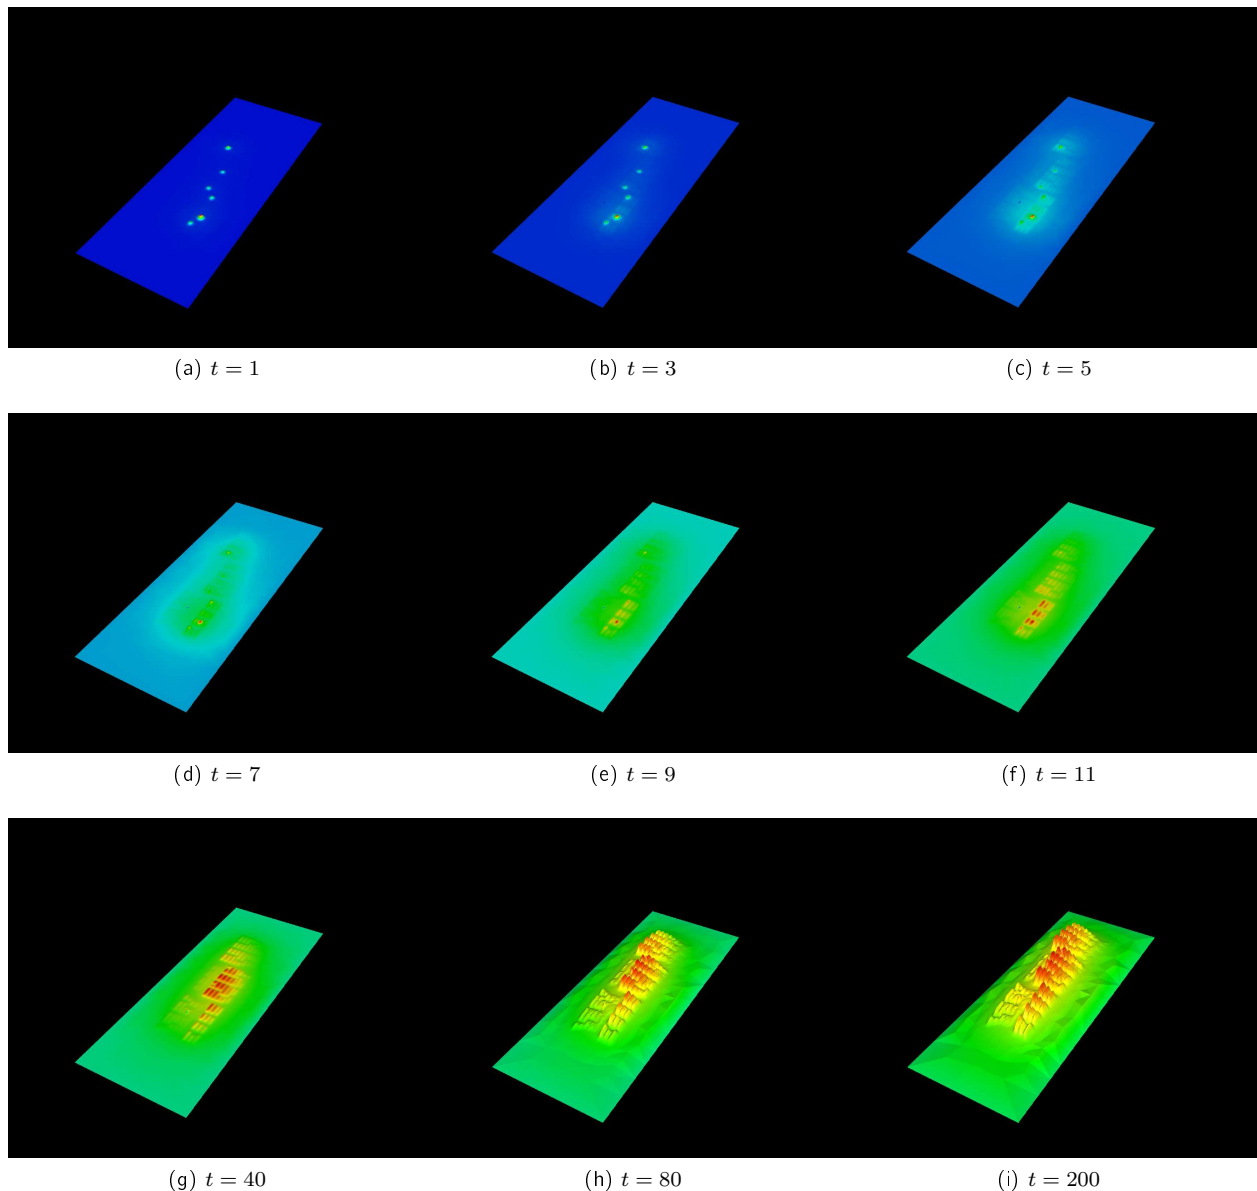 (a) t = 1
(b) t = 3
(c) t = 5
(d) t = 7
(e) t = 9
(f) t = 11
(g) t = 40
(h) t = 80
(i) t = 200